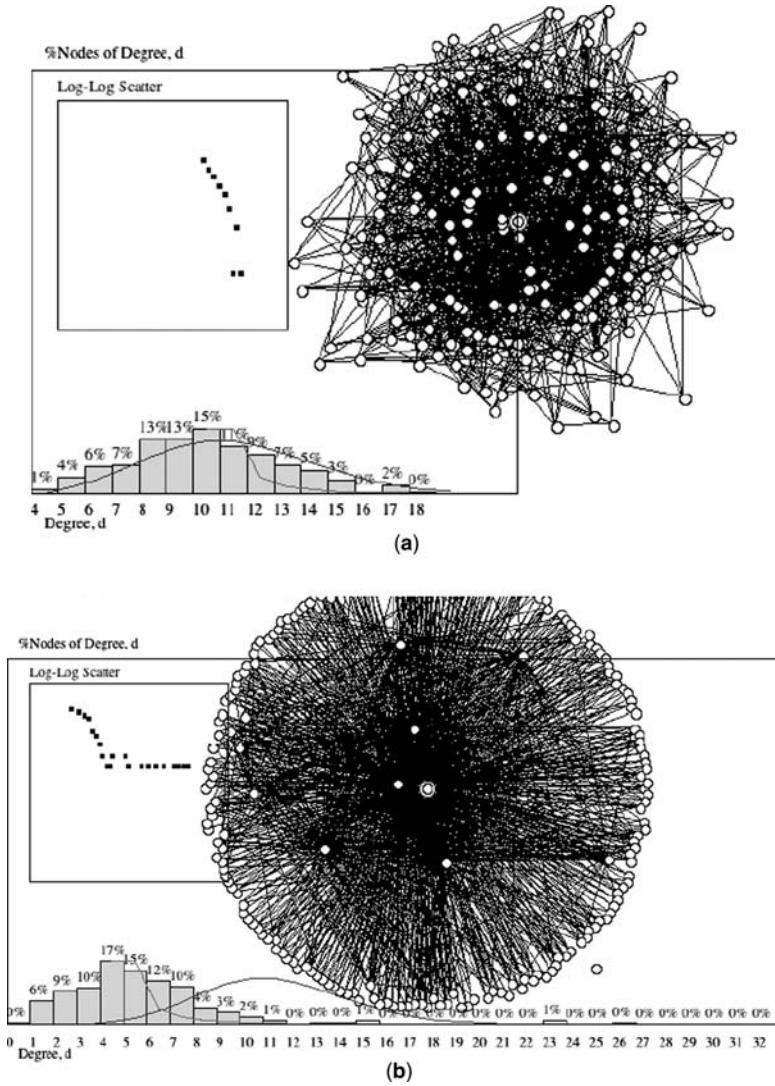 %Nodes of Degree, d
Log-Log Scatter
15%
13% 13%
9%
6% 7% 7%
4% 5%
3%
1% 0% 2% 0%
4 5 6 7 8 9 10 11 12 13 14 15 16 17 18
Degree, d
(a)
%Nodes of Degree, d
Log-Log Scatter
17%
15%
12%
9% 10% 10%
6%
4% 3% 2% 1%
0% 0% 0% 0% 1% 0% 0% 0% 0% 0% 0% 0% 1% 0% 0% 0% 0% 0% 0% 0% 0% 0%
0 1 2 3 4 5 6 7 8 9 10 11 12 13 14 15 16 17 18 19 20 21 22 23 24 25 26 27 28 29 30 31 32
Degree, d
(b)